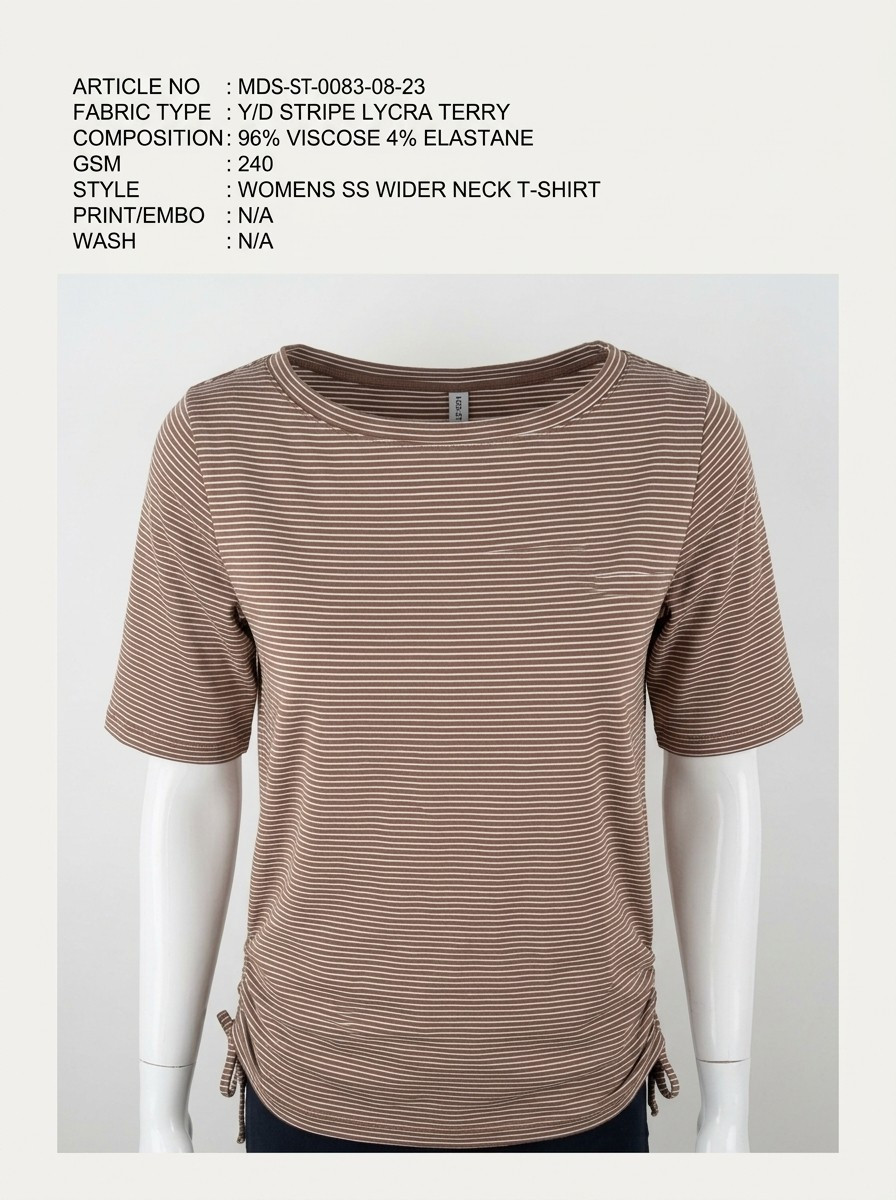 ARTICLE NO : MDS-ST-0083-08-23
FABRIC TYPE : Y/D STRIPE LYCRA TERRY
COMPOSITION : 96% VISCOSE 4% ELASTANE
GSM : 240
STYLE : WOMENS SS WIDER NECK T-SHIRT
PRINT/EMBO : N/A
WASH : N/A